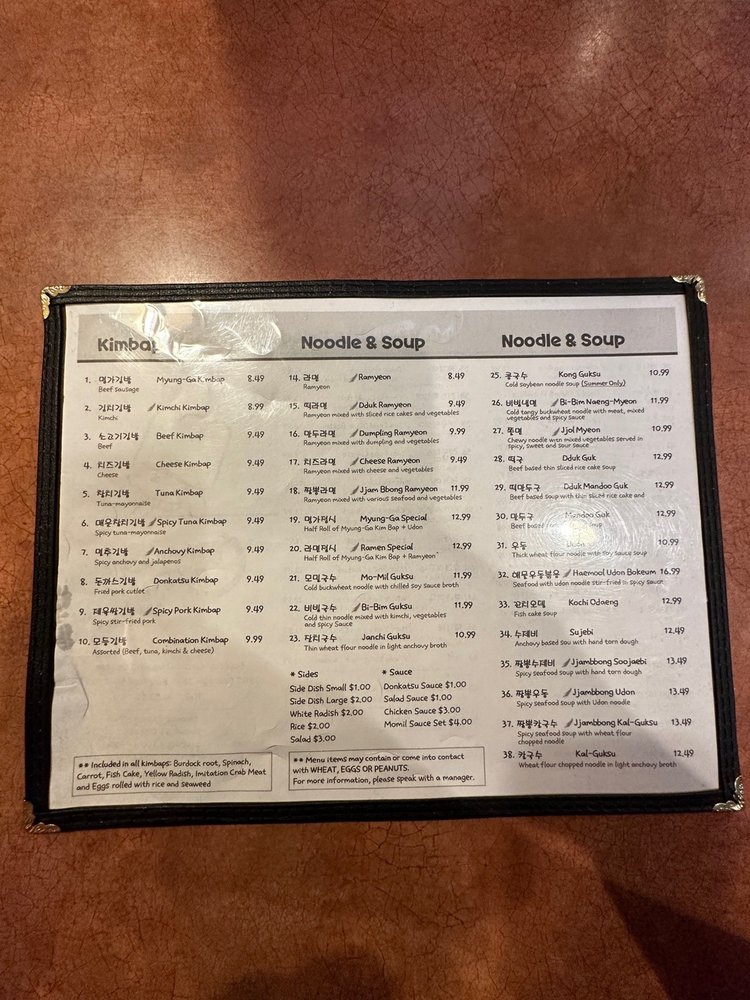 Kimbap
1. 명가김밥 Myung-Ga Kimbap 8.49
Beef sausage
2. 김치김밥 Kimchi Kimbap 8.99
Kimchi
3. 소고기김밥 Beef Kimbap 9.49
Beef
4. 치즈김밥 Cheese Kimbap 9.49
Cheese
5. 참치김밥 Tuna Kimbap 9.49
Tuna-mayonnaise
6. 매운참치김밥 Spicy Tuna Kimbap 9.49
Spicy tuna-mayonnaise
7. 매추김밥 Anchovy Kimbap 9.49
Spicy anchovy and jalapenos
8. 돈까스김밥 Donkatsu Kimbap 9.49
Fried pork cutlet
9. 제육쌈김밥 Spicy Pork Kimbap 9.49
Spicy stir-fried pork
10. 모듬김밥 Combination Kimbap 9.99
Assorted (Beef, tuna, kimchi & cheese)
** Included in all kimbaps: Burdock root, Spinach,
Carrot, Fish Cake, Yellow Radish, Imitation Crab Meat
and Eggs rolled with rice and seaweed
Noodle & Soup
14. 라면 Ramyeon 8.49
Ramyeon
15. 떡라면 Dduk Ramyeon 9.49
Ramyeon mixed with sliced rice cakes and vegetables
16. 만두라면 Dumpling Ramyeon 9.99
Ramyeon mixed with dumpling and vegetables
17. 치즈라면 Cheese Ramyeon 9.49
Ramyeon mixed with cheese and vegetables
18. 짬뽕라면 Jjam Bbong Ramyeon 11.99
Ramyeon mixed with various seafood and vegetables
19. 명가정식 Myung-Ga Special 12.99
Half Roll of Myung-Ga Kim Bap + Udon
20. 라면정식 Ramen Special 12.99
Half Roll of Myung-Ga Kim Bap + Ramyeon
21. 모밀국수 Mo-Mil Guksu 11.99
Cold buckwheat noodle with chilled soy sauce broth
22. 비빔국수 Bi-Bim Guksu 11.99
Cold thin noodle mixed with kimchi, vegetables
and spicy Sauce
23. 잔치국수 Janchi Guksu 10.99
Thin wheat flour noodle in light anchovy broth
* Sides
Side Dish Small $1.00
Side Dish Large $2.00
White Radish $2.00
Rice $2.00
Salad $3.00
* Sauce
Donkatsu Sauce $1.00
Salad Sauce $1.00
Chicken Sauce $3.00
Momil Sauce Set $4.00
** Menu items may contain or come into contact
with WHEAT, EGGS OR PEANUTS.
For more information, please speak with a manager.
Noodle & Soup
25. 콩국수 Kong Guksu 10.99
Cold soybean noodle soup (Summer Only)
26. 비빔냉면 Bi-Bim Naeng-Myeon 11.99
Cold tangy buckwheat noodle with meat, mixed
vegetables and spicy sauce
27. 쫄면 Jjol Myeon 10.99
Chewy noodle with mixed vegetables served in
spicy, sweet and sour sauce
28. 떡국 Dduk Guk 12.99
Beef based thin sliced rice cake soup
29. 떡만두국 Dduk Mandoo Guk 12.99
Beef based soup with thin sliced rice cake and
30. 만두국 Mandoo Guk 12.99
Beef based soup
31. 우동 Udon 10.99
Thick wheat flour noodle with soy sauce soup
32. 해물우동볶음 Haemool Udon Bokeum 16.99
Seafood with udon noodle stir-fried in spicy sauce
33. 꼬치오뎅 Kochi Odaeng 12.99
Fish cake soup
34. 수제비 Sujebi 12.49
Anchovy based sou with hand torn dough
35. 짬뽕수제비 Jjambbong Soojaebi 13.49
Spicy seafood soup with hand torn dough
36. 짬뽕우동 Jjambbong Udon 13.49
Spicy seafood soup with Udon noodle
37. 짬뽕칼국수 Jjambbong Kal-Guksu 13.49
Spicy seafood soup with wheat flour
chopped noodle
38. 칼국수 Kal-Guksu 12.49
Wheat flour chopped noodle in light anchovy broth